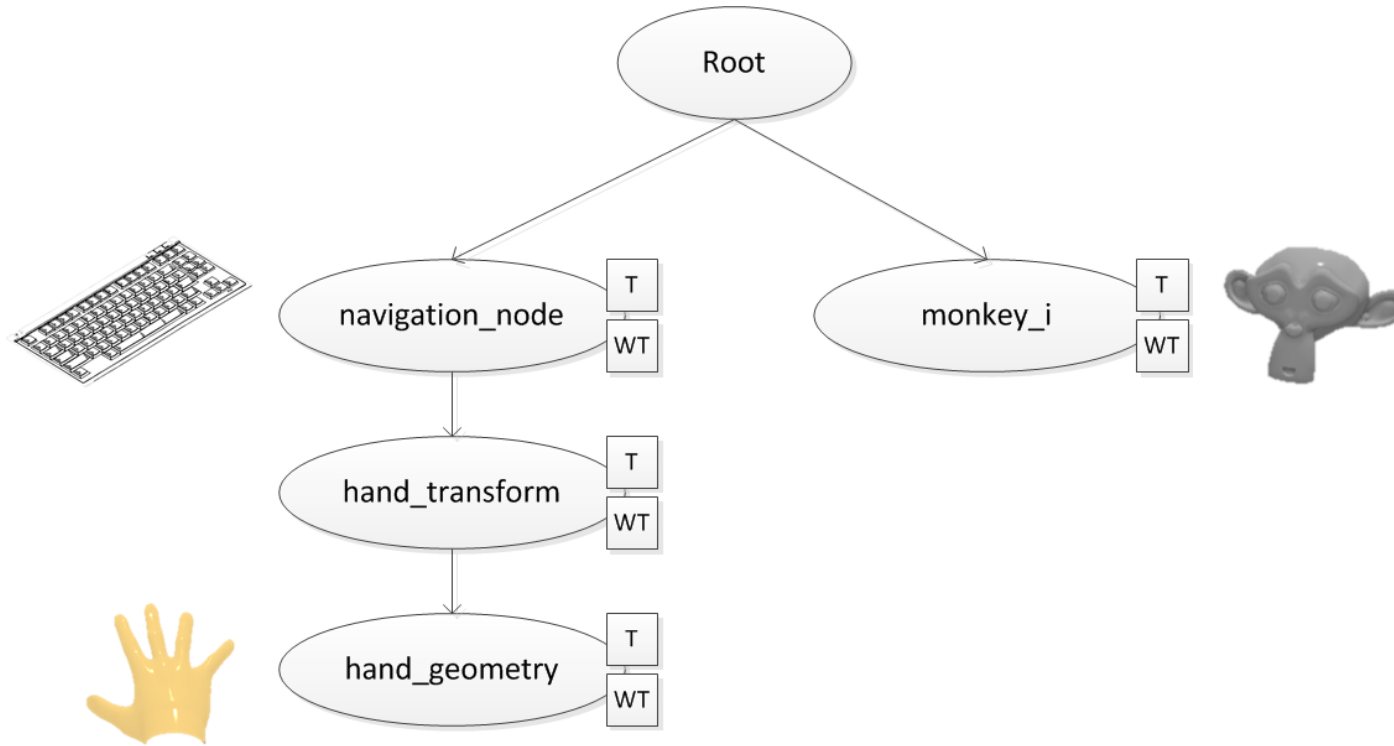 Root
navigation_node
T
WT
monkey_i
T
WT
hand_transform
T
WT
hand_geometry
T
WT